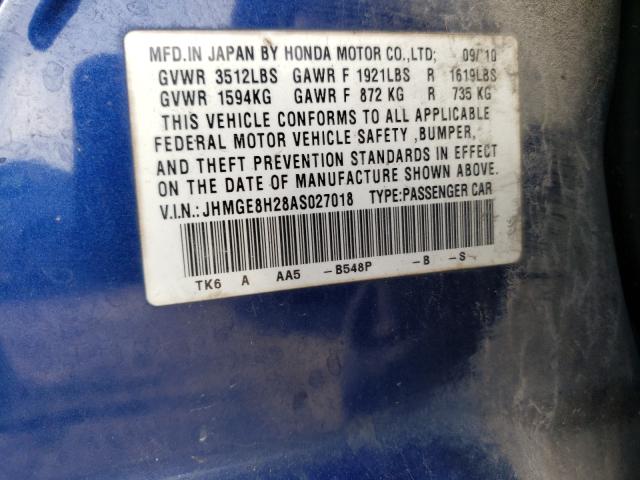 MFD.IN JAPAN BY HONDA MOTOR CO.,LTD; 09/10
GVWR 3512LBS GAWR F 1921LBS R 1619LBS
GVWR 1594KG GAWR F 872 KG R 735 KG
THIS VEHICLE CONFORMS TO ALL APPLICABLE
FEDERAL MOTOR VEHICLE SAFETY ,BUMPER,
AND THEFT PREVENTION STANDARDS IN EFFECT
ON THE DATE OF MANUFACTURE SHOWN ABOVE.
V.I.N.: JHMGE8H28AS027018 TYPE:PASSENGER CAR
TK6 A AA5 -B548P -B -S